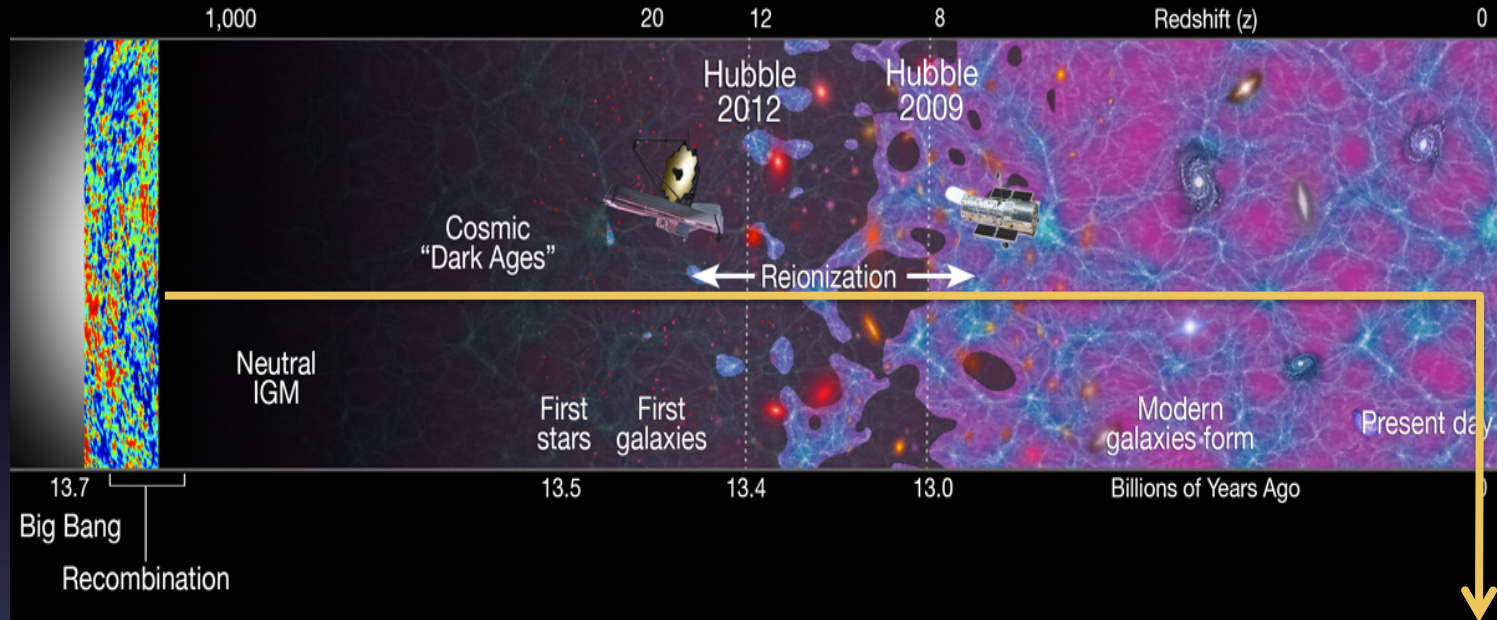 1,000 20 12 8 Redshift (z) 0
Hubble
2012
Hubble
2009
Cosmic
“Dark Ages”
Reionization
Neutral
IGM
First
stars
First
galaxies
Modern
galaxies form
Present day
13.7 13.5 13.4 13.0 Billions of Years Ago 0
Big Bang
Recombination